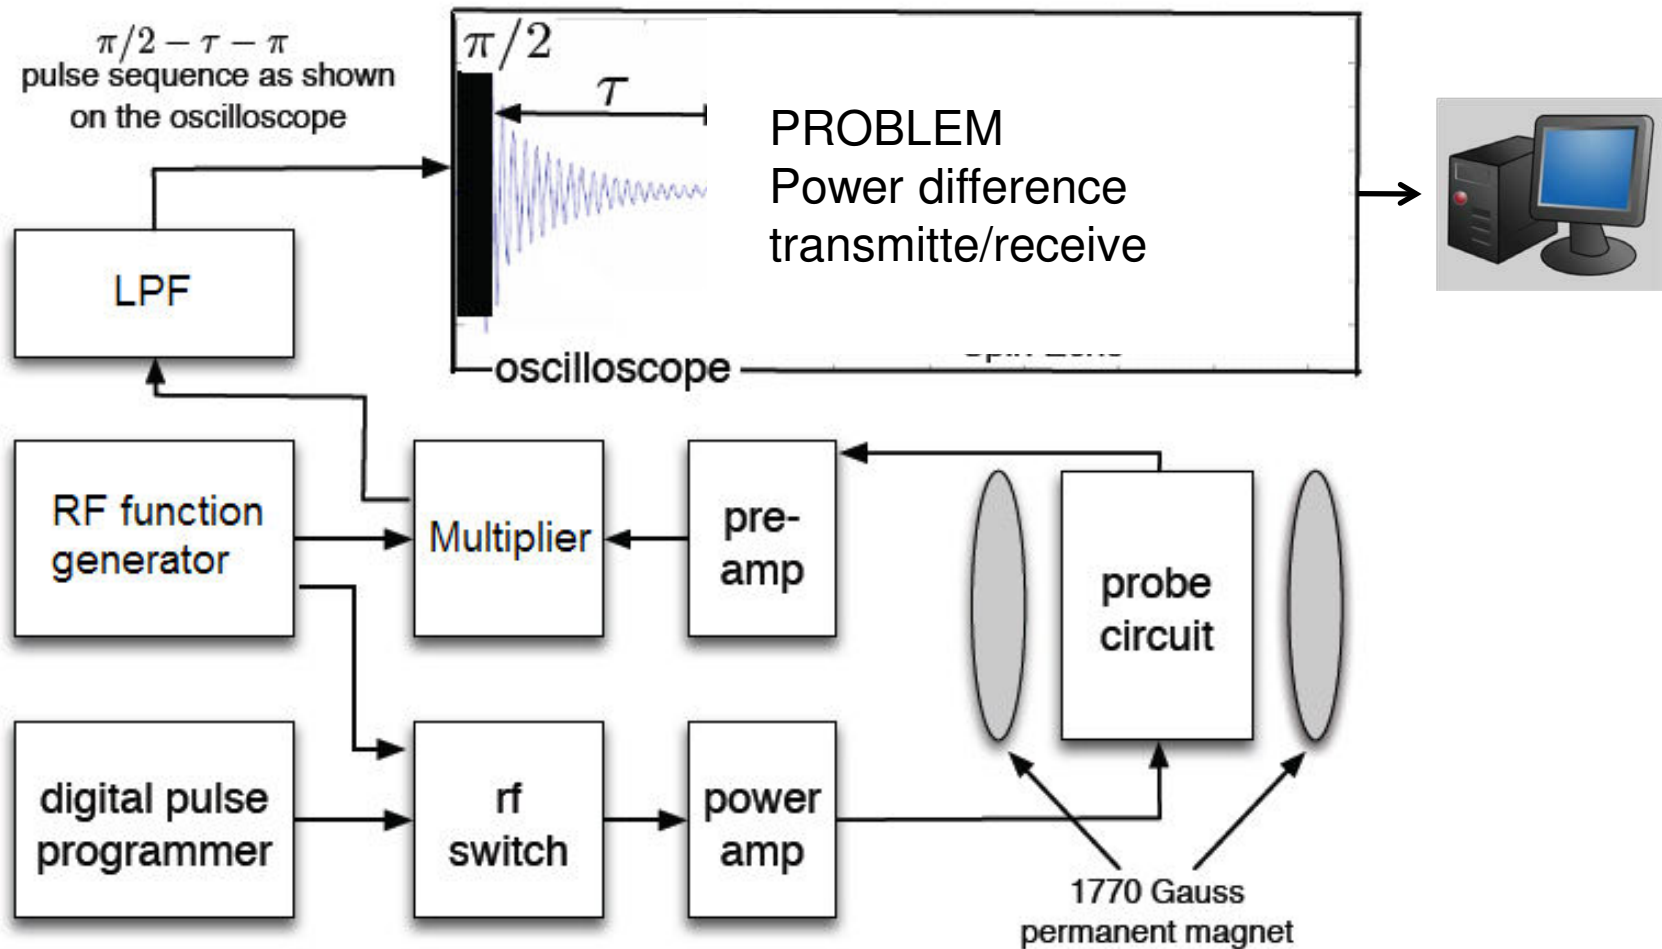 π/2 − τ − π
pulse sequence as shown
on the oscilloscope
π/2
τ
PROBLEM
Power difference
transmitte/receive
LPF
oscilloscope
RF function
generator
Multiplier
pre-
amp
probe
circuit
digital pulse
programmer
rf
switch
power
amp
1770 Gauss
permanent magnet